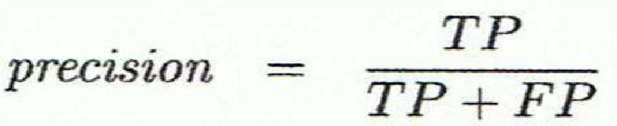 precision = TP / TP + FP